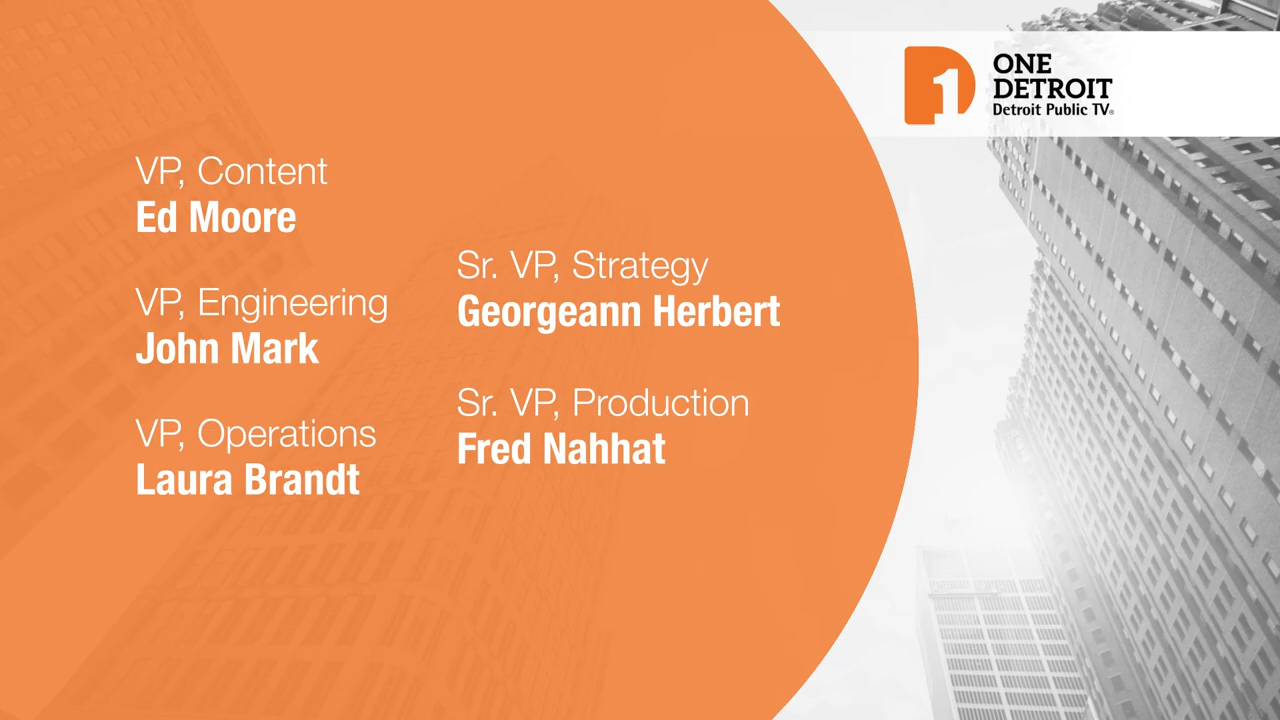 VP, Content
Ed Moore
VP, Engineering
John Mark
VP, Operations
Laura Brandt
Sr. VP, Strategy
Georgeann Herbert
Sr. VP, Production
Fred Nahhat
1
ONE
DETROIT
Detroit Public TV®